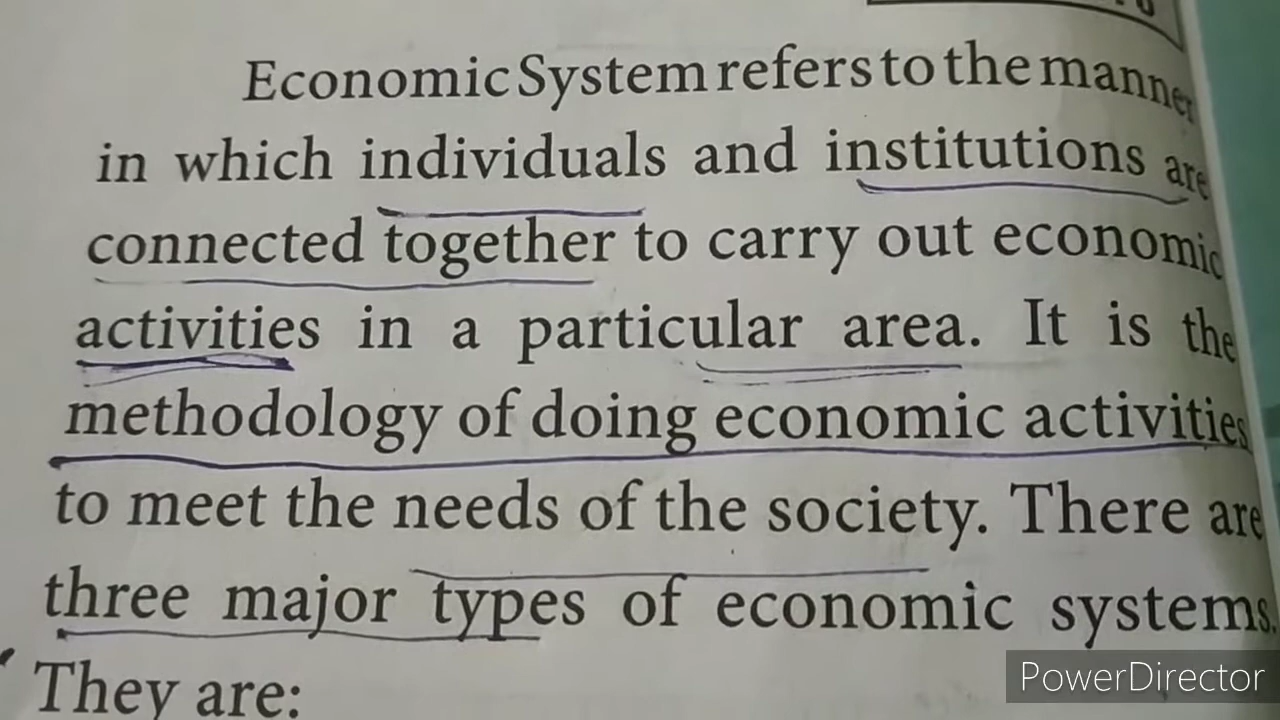 Economic System refers to the manner
in which individuals and institutions are
connected together to carry out economic
activities in a particular area. It is the
methodology of doing economic activities
to meet the needs of the society. There are
three major types of economic systems.
They are:
PowerDirector